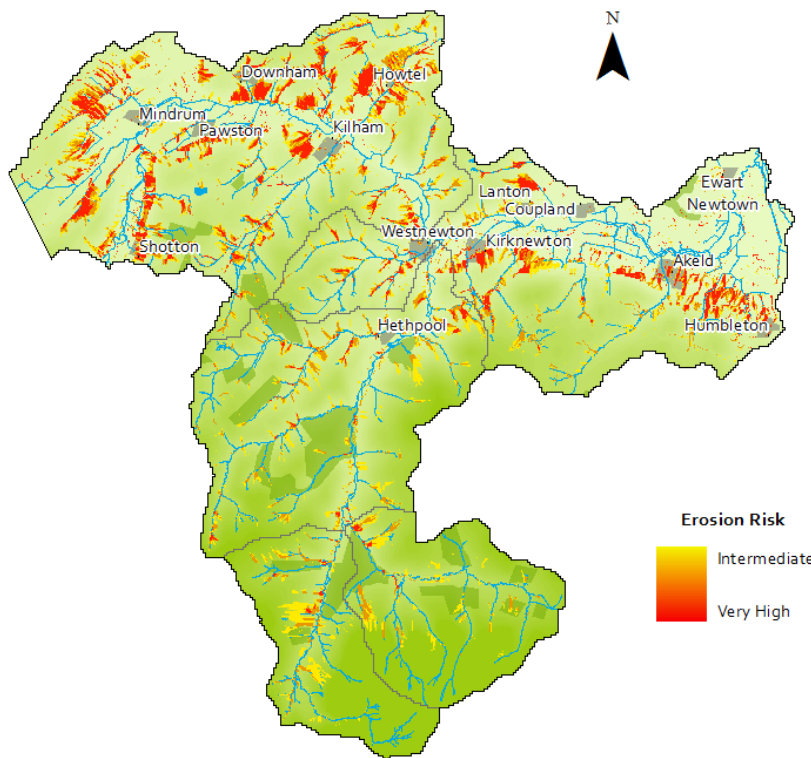 N
Downham
Howtel
Mindrum
Pawston
Kilham
Lanton
Ewart
Coupland
Newtown
Westnewton
Kirknewton
Shotton
Akeld
Hethpool
Humbleton
Erosion Risk
Intermediate
Very High